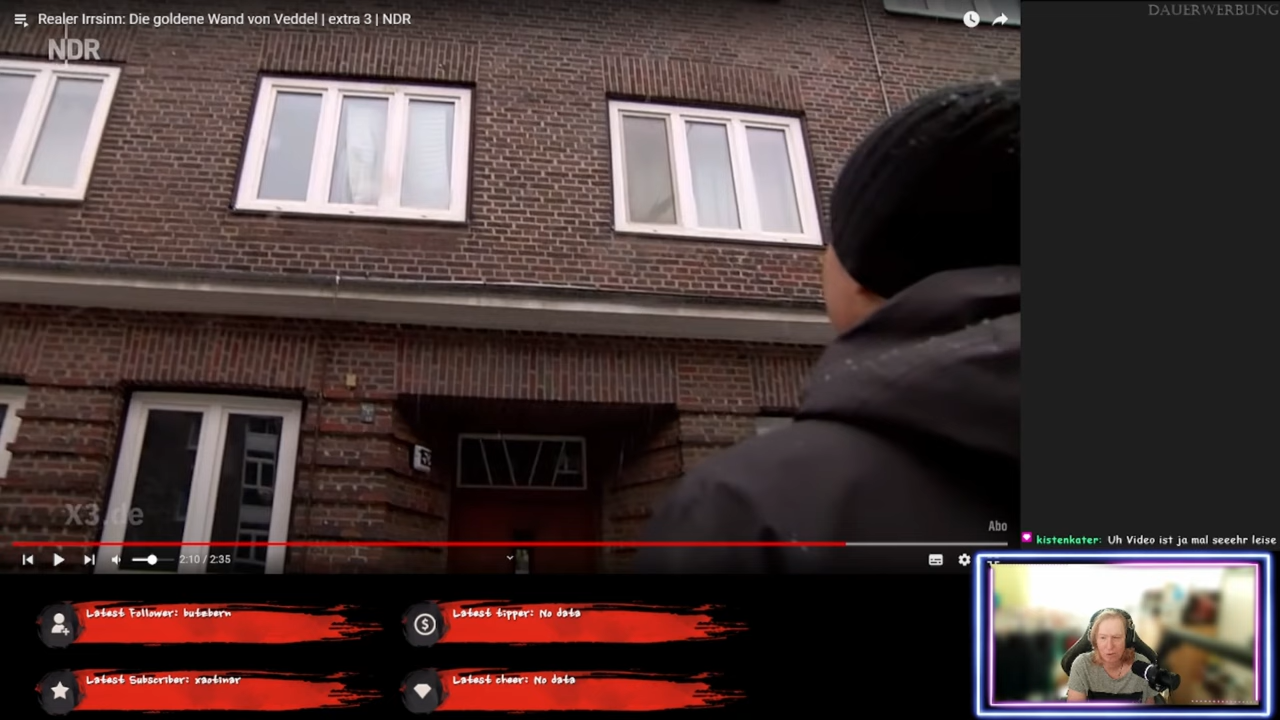 Realer Irrsinn: Die goldene Wand von Veddel | extra 3 | NDR
DAUERWERBUNG
NDR
X3.de
Abo
kistenkater: Uh Video ist ja mal seeehr leise
2:10 / 2:35
Latest Follower: butzbern
Latest tipper: No data
Latest Subscriber: xaotinar
Latest cheer: No data